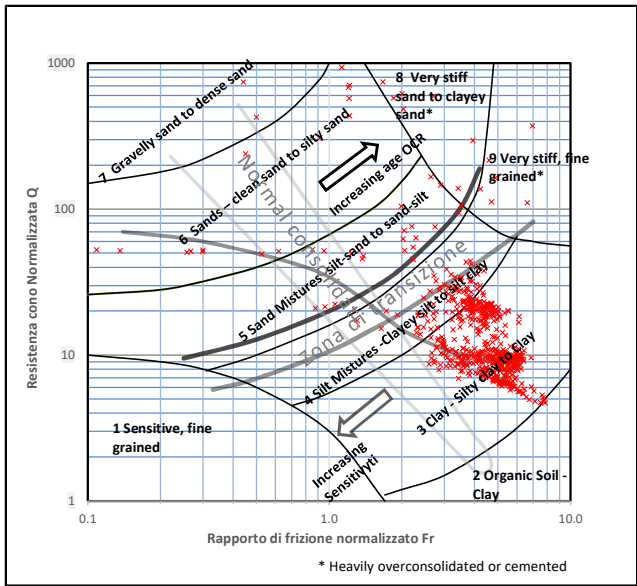 1000
100
10
1
Resistenza cono Normalizzata Q
8 Very stiff
sand to clayey
sand*
9 Very stiff, fine
grained*
7 Gravelly sand to dense sand
6 Sands – clean sand to silty sand
Increasing age OCR
Normal consolida
5 Sand Mixtures- silt-sand to sand-silt
Zona di transizione
4 Silt Mixtures -Clayey silt to silt clay
3 Clay - Silty clay to Clay
1 Sensitive, fine
grained
Increasing
Sensitivyti
2 Organic Soil -
Clay
0.1
1.0
10.0
Rapporto di frizione normalizzato Fr
* Heavily overconsolidated or cemented